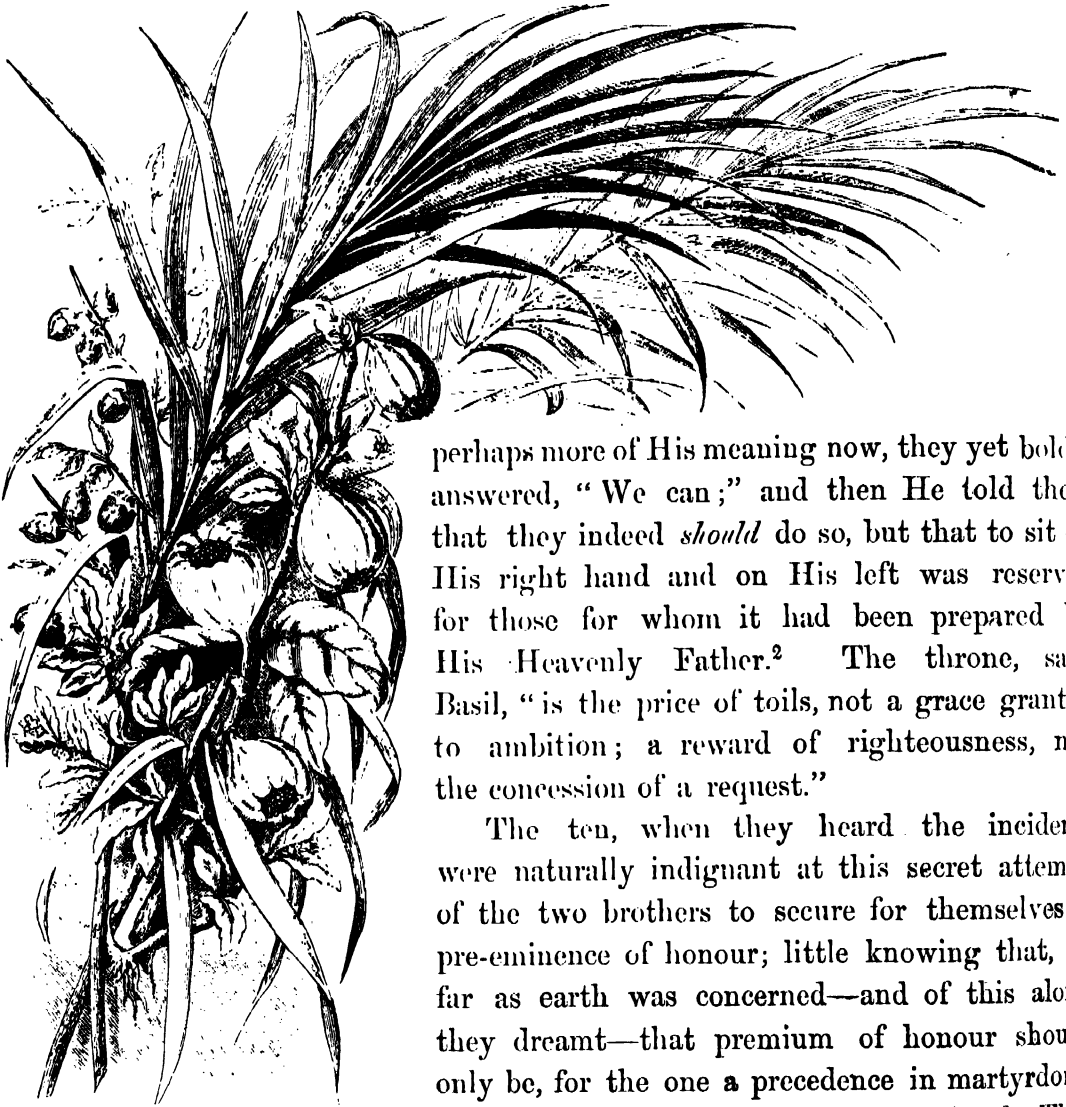 perhaps more of His meaning now, they yet bold
answered, “We can;” and then He told the
that they indeed should do so, but that to sit
His right hand and on His left was reserv
for those for whom it had been prepared
His Heavenly Father.² The throne, sa
Basil, “is the price of toils, not a grace grant
to ambition; a reward of righteousness, n
the concession of a request.”
The ten, when they heard the inciden
were naturally indignant at this secret attem
of the two brothers to secure for themselves
pre-eminence of honour; little knowing that,
far as earth was concerned—and of this alo
they dreamt—that premium of honour shou
only be, for the one a precedence in martyrdo